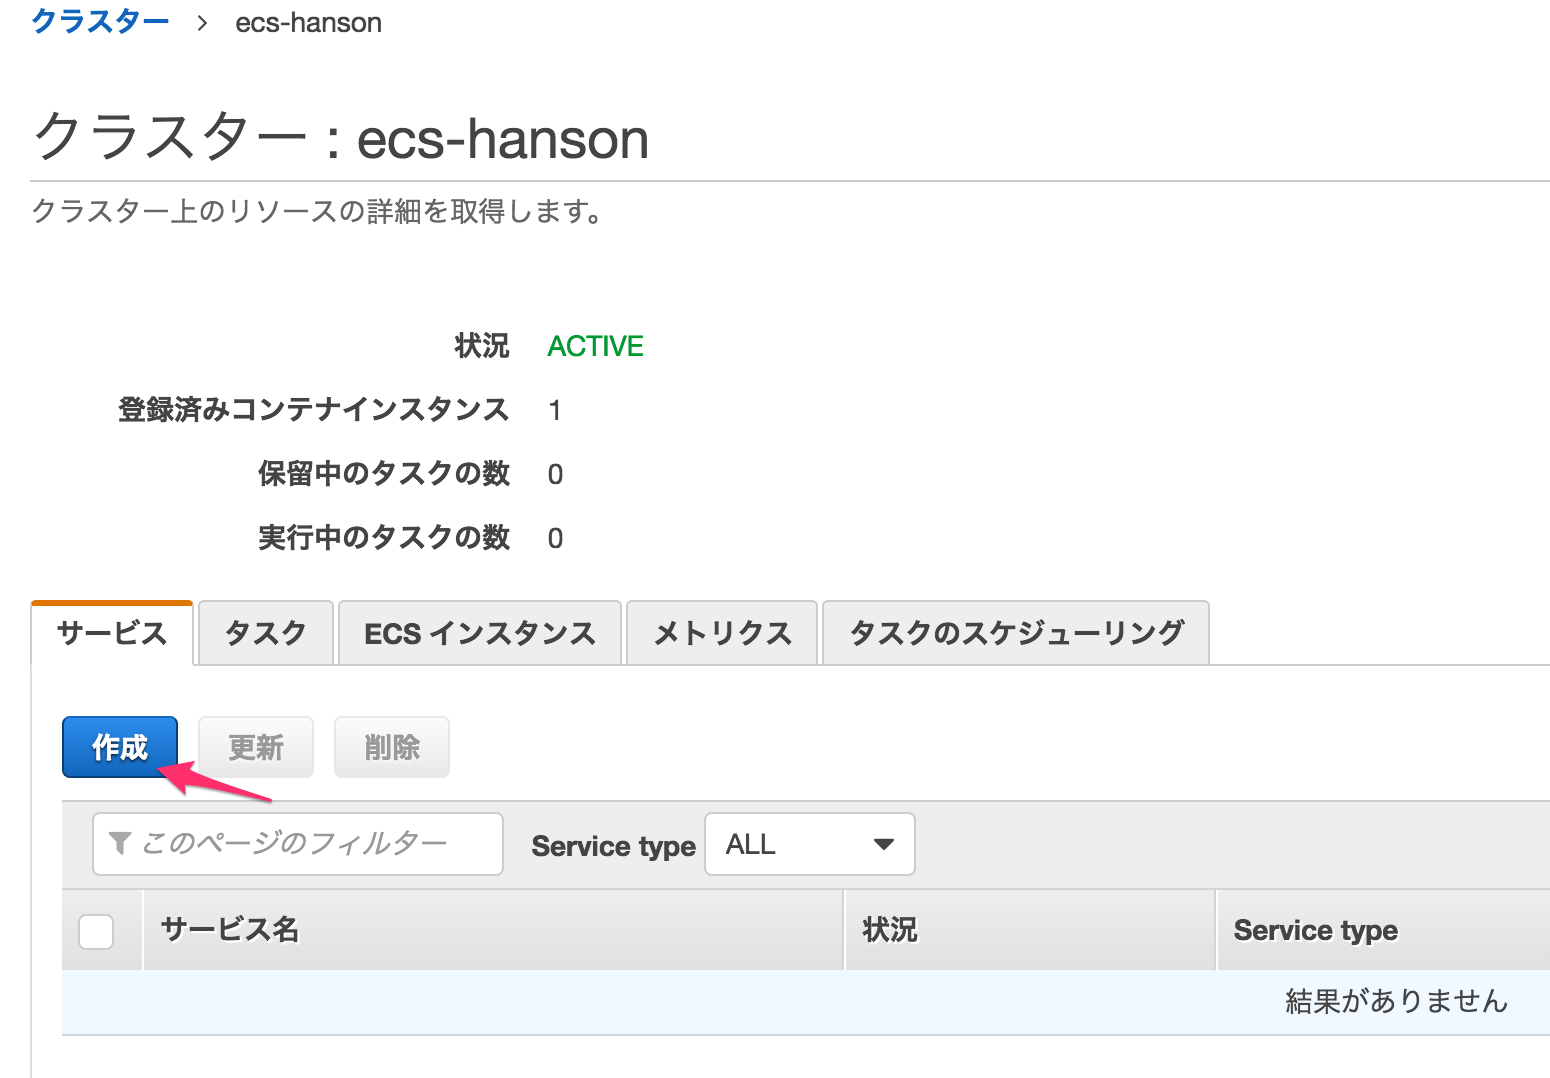 クラスター > ecs-hanson
クラスター : ecs-hanson
クラスター上のリソースの詳細を取得します。
状況 ACTIVE
登録済みコンテナインスタンス 1
保留中のタスクの数 0
実行中のタスクの数 0
サービス タスク ECS インスタンス メトリクス タスクのスケジューリング
作成 更新 削除
このページのフィルター Service type ALL
サービス名 状況 Service type
結果がありません